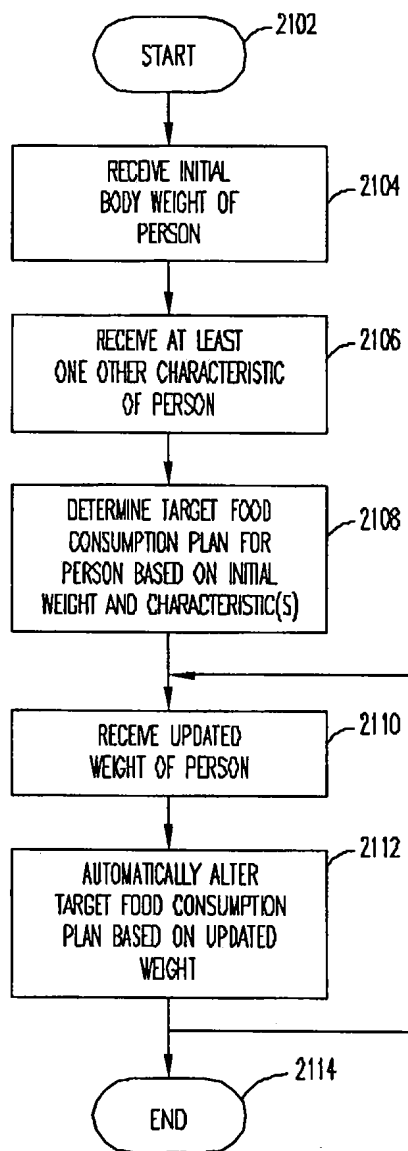 START
2102
RECEIVE INITIAL
BODY WEIGHT OF
PERSON
2104
RECEIVE AT LEAST
ONE OTHER CHARACTERISTIC
OF PERSON
2106
DETERMINE TARGET FOOD
CONSUMPTION PLAN FOR
PERSON BASED ON INITIAL
WEIGHT AND CHARACTERISTIC(S)
2108
RECEIVE UPDATED
WEIGHT OF PERSON
2110
AUTOMATICALLY ALTER
TARGET FOOD CONSUMPTION
PLAN BASED ON UPDATED
WEIGHT
2112
END
2114